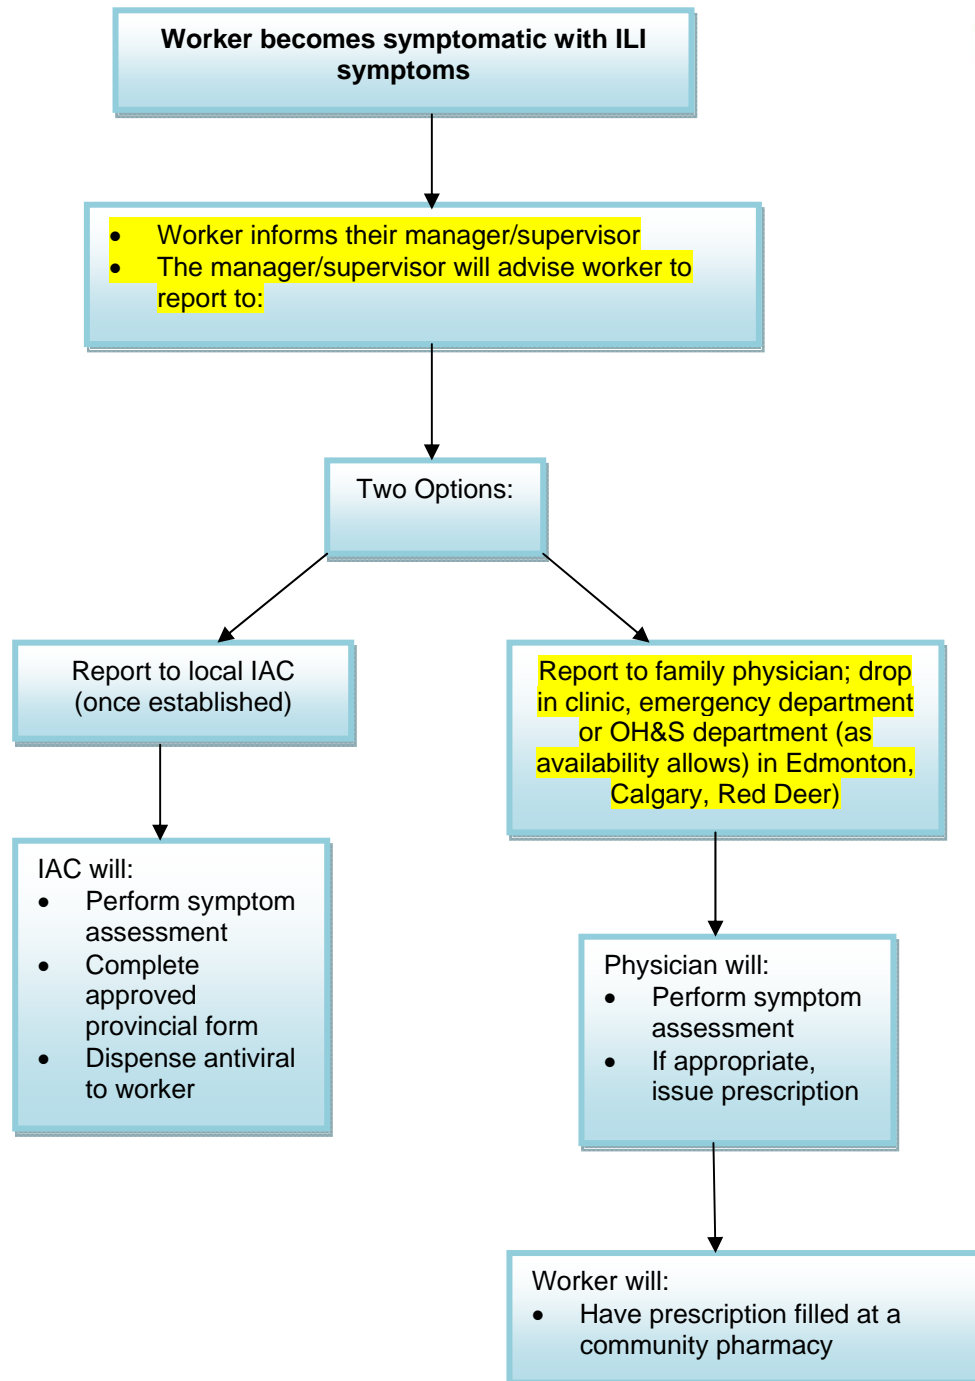 Worker becomes symptomatic with ILI
symptoms
• Worker informs their manager/supervisor
• The manager/supervisor will advise worker to
report to:
Two Options:
Report to local IAC
(once established)
Report to family physician; drop
in clinic, emergency department
or OH&S department (as
availability allows) in Edmonton,
Calgary, Red Deer)
IAC will:
• Perform symptom
assessment
• Complete
approved
provincial form
• Dispense antiviral
to worker
Physician will:
• Perform symptom
assessment
• If appropriate,
issue prescription
Worker will:
• Have prescription filled at a
community pharmacy